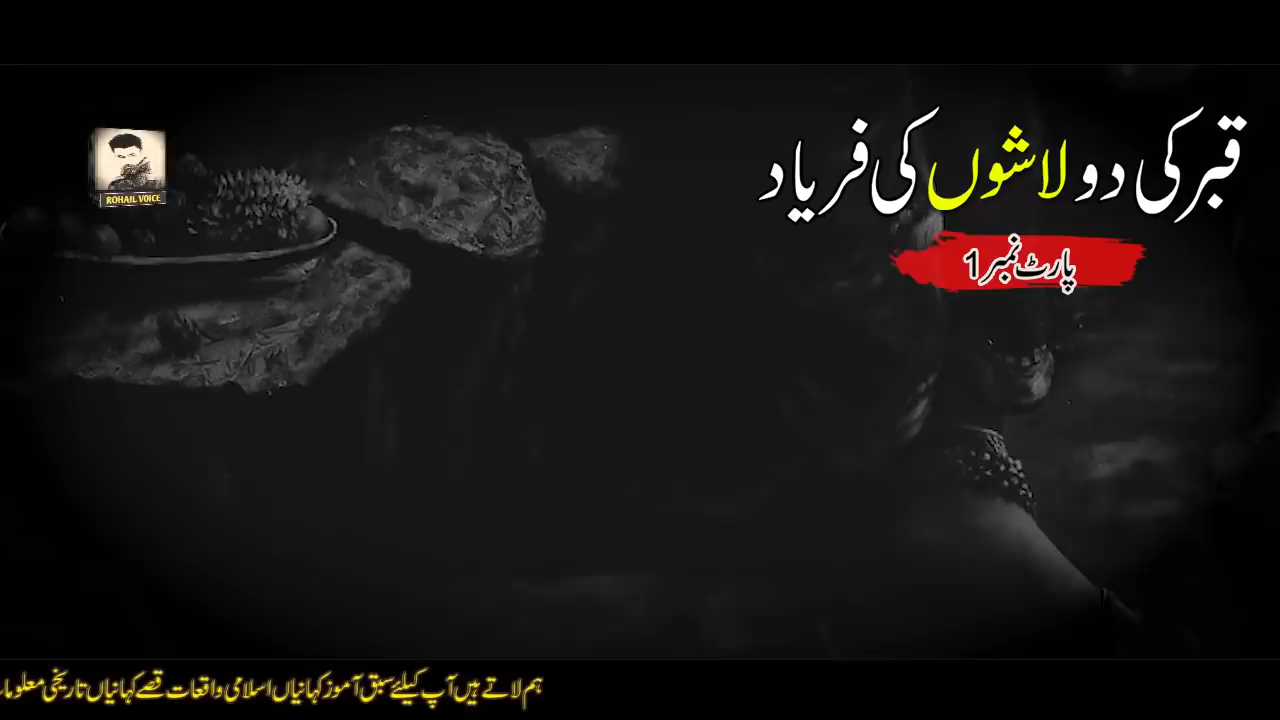 قبر کی دو لاشوں کی فریاد
پارٹ نمبر 1
ROHAIL VOICE
ہم لاتے ہیں آپ کیلئے سبق آموز کہانیاں اسلامی واقعات قصے کہانیاں تاریخی